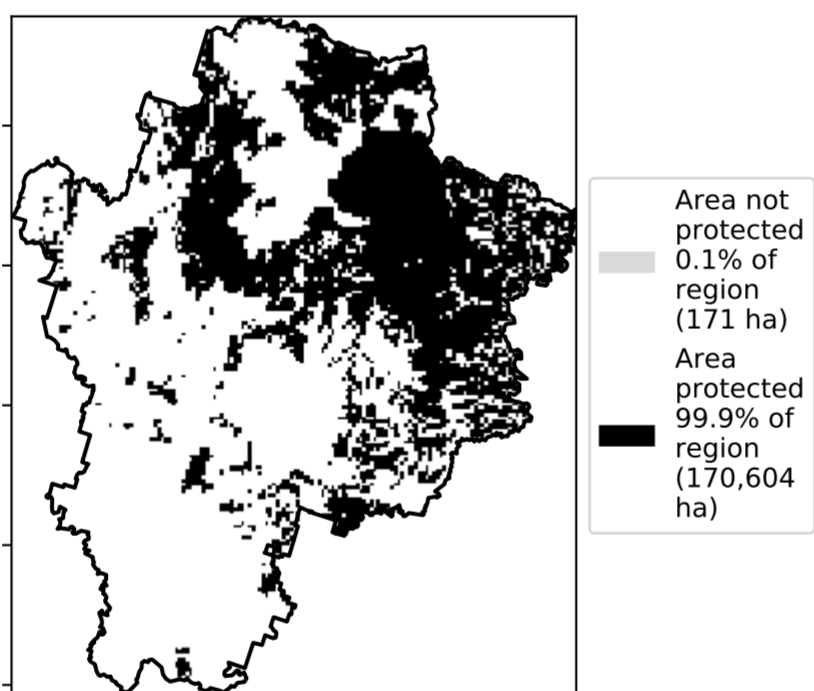 Area not
protected
0.1% of
region
(171 ha)
Area
protected
99.9% of
region
(170,604
ha)